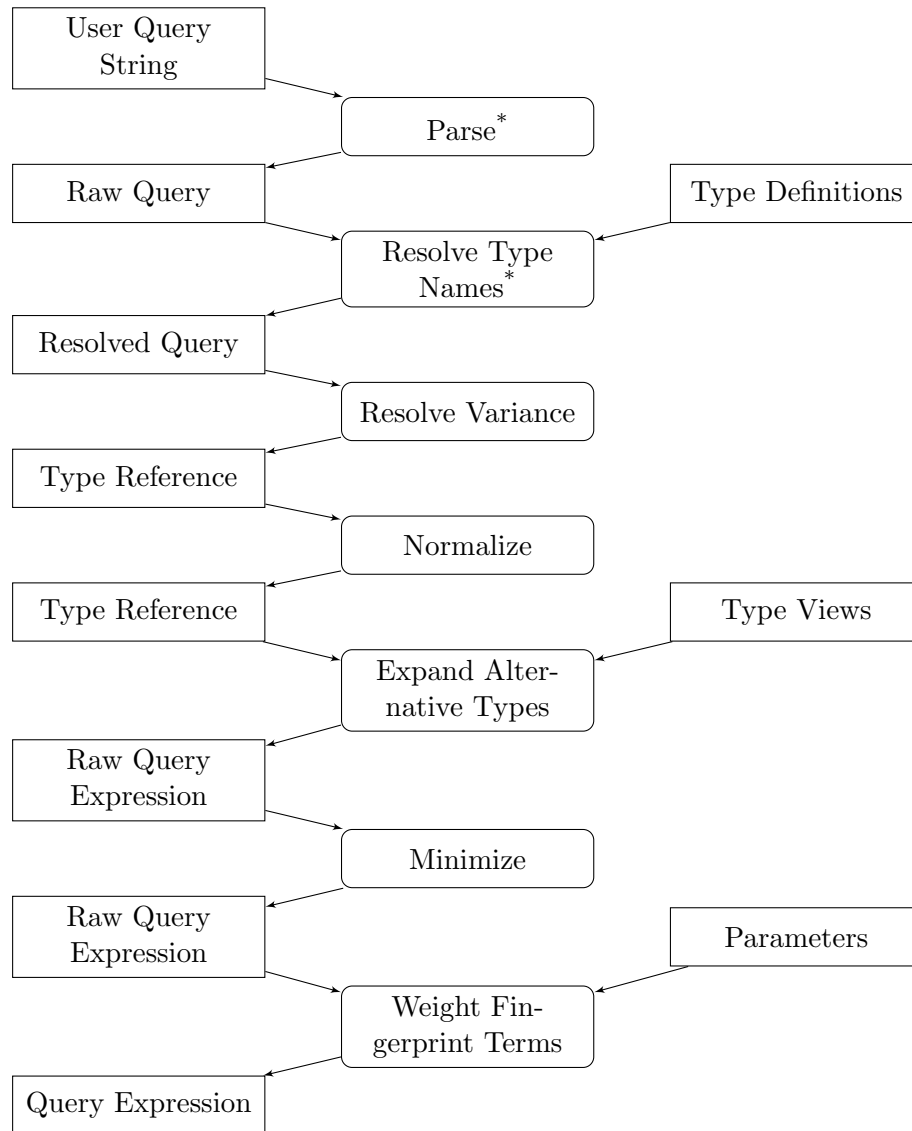 User Query
String
Parse*
Raw Query
Type Definitions
Resolve Type
Names*
Resolved Query
Resolve Variance
Type Reference
Normalize
Type Reference
Type Views
Expand Alter-
native Types
Raw Query
Expression
Minimize
Raw Query
Expression
Parameters
Weight Fin-
gerprint Terms
Query Expression